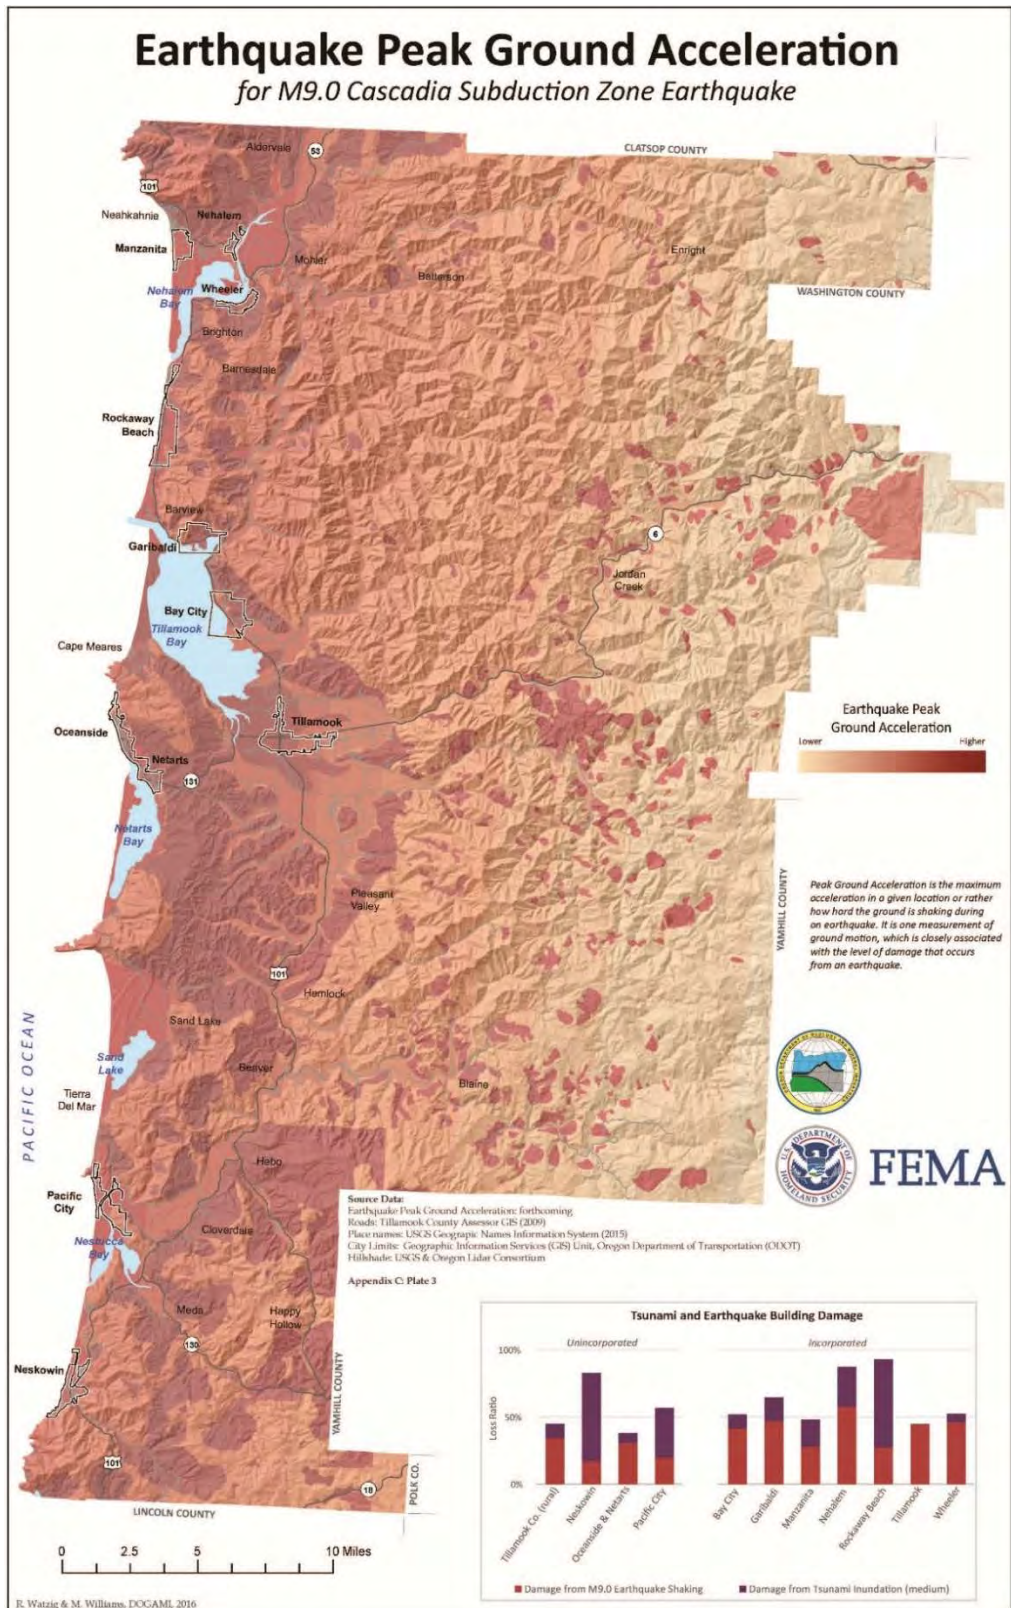 Earthquake Peak Ground Acceleration
for M9.0 Cascadia Subduction Zone Earthquake
CLATSOP COUNTY
Aldervale
53
101
Neahkahnie
Nehalem
Manzanita
Mohler
Enright
Batterson
Nehalem
Bay
Wheeler
WASHINGTON COUNTY
Brighton
Barnesdale
Rockaway
Beach
Barview
Garibaldi
6
Jordan
Creek
Bay City
Tillamook
Bay
Cape Meares
Oceanside
Tillamook
Netarts
131
Netarts
Bay
Earthquake Peak
Ground Acceleration
Lower
Higher
Pleasant
Valley
YAMHILL COUNTY
Peak Ground Acceleration is the maximum
acceleration in a given location or rather
how hard the ground is shaking during
an earthquake. It is one measurement of
ground motion, which is closely associated
with the level of damage that occurs
from an earthquake.
101
Hemlock
PACIFIC OCEAN
Sand Lake
Sand
Lake
Beaver
Blaine
Tierra
Del Mar
U.S. DEPARTMENT OF
HOMELAND SECURITY
FEMA
Hebo
Pacific
City
Cloverdale
Nestucca
Bay
Source Data:
Earthquake Peak Ground Acceleration: forthcoming
Roads: Tillamook County Assessor GIS (2009)
Place names: USGS Geograpic Names Information System (2015)
City Limits: Geographic Information Services (GIS) Unit, Oregon Department of Transportation (ODOT)
Hillshade: USGS & Oregon Lidar Consortium
Appendix C: Plate 3
Meda
Happy
Hollow
130
Neskowin
YAMHILL COUNTY
101
18
POLK CO.
LINCOLN COUNTY
0 2.5 5 10 Miles
Tsunami and Earthquake Building Damage
Unincorporated
Incorporated
100%
50%
0%
Loss Ratio
Tillamook Co. (rural)
Neskowin
Oceanside & Netarts
Pacific City
Bay City
Garibaldi
Manzanita
Nehalem
Rockaway Beach
Tillamook
Wheeler
Damage from M9.0 Earthquake Shaking
Damage from Tsunami Inundation (medium)
R. Watzig & M. Williams, DOGAMI, 2016